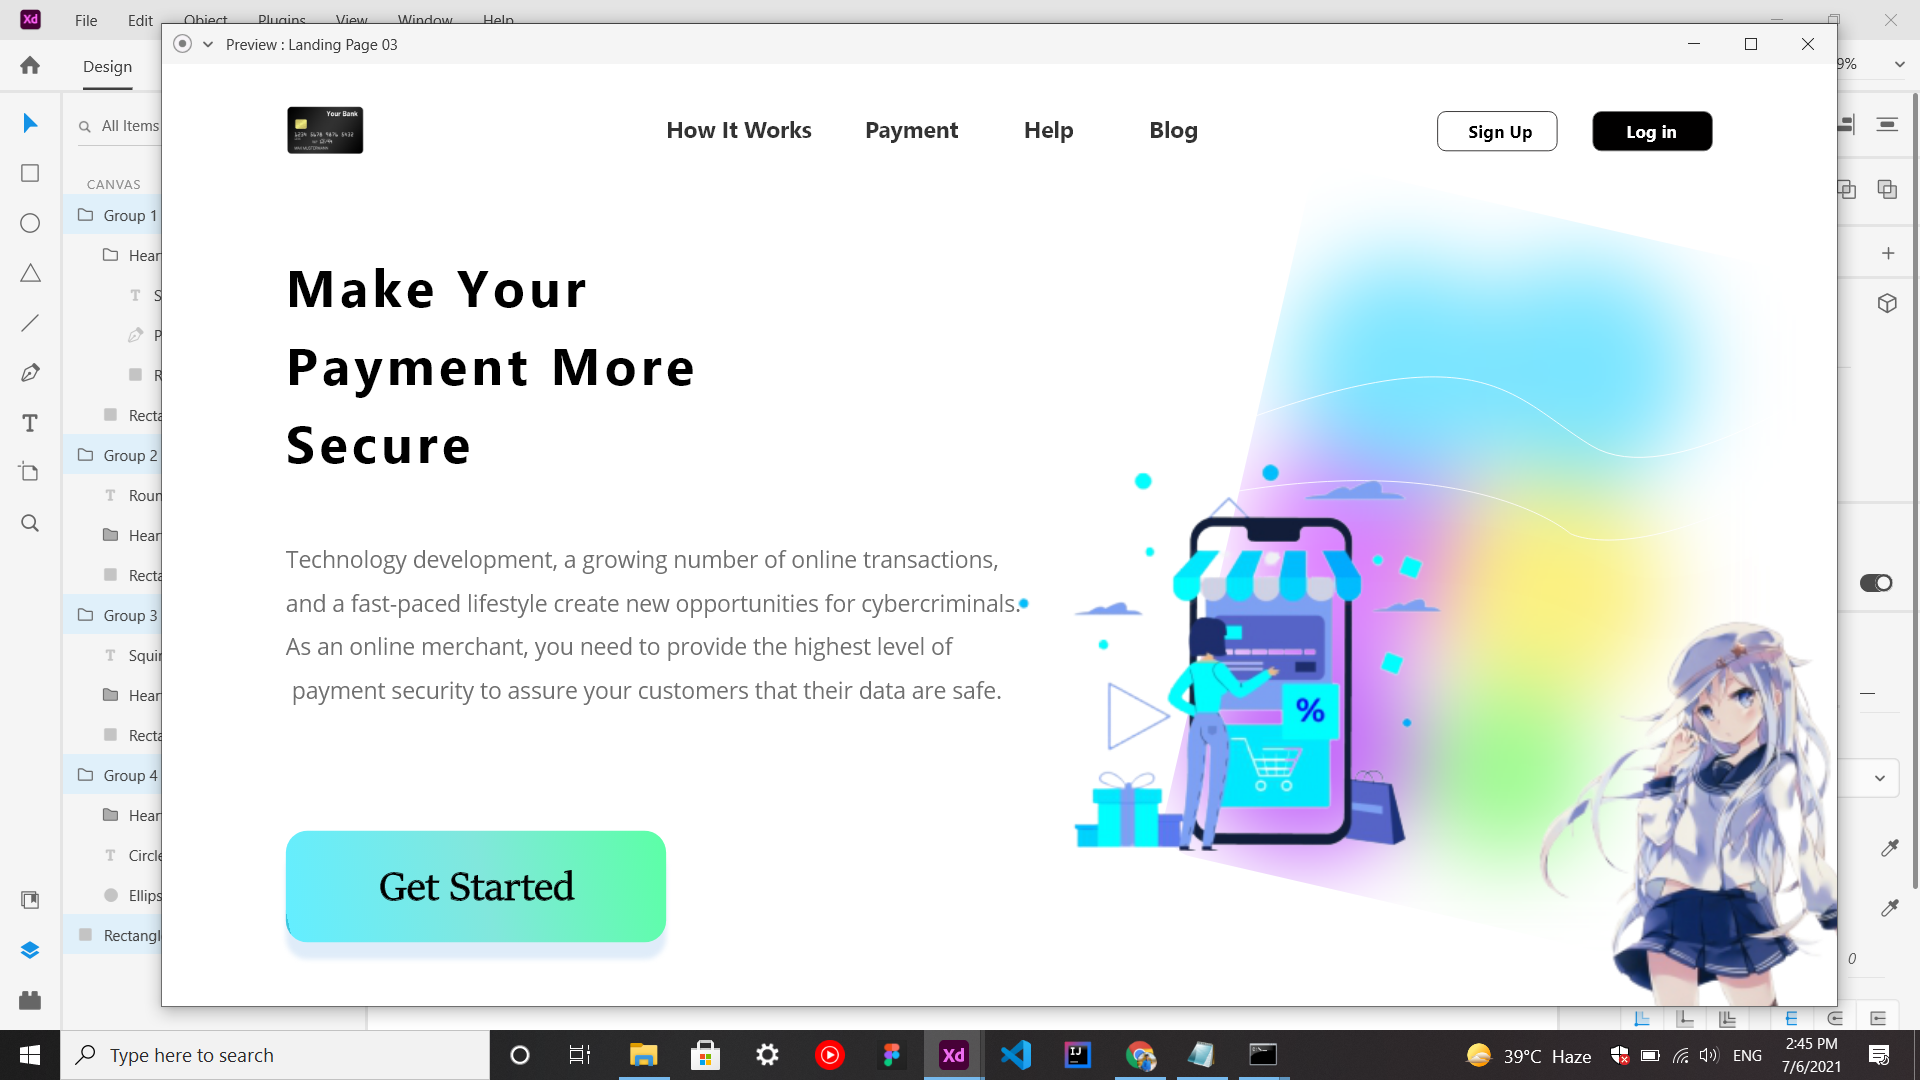 Xd File Edit Object Plugins View Window Help
Preview : Landing Page 03
Design
9%
All Items
CANVAS
Group 1
Hear
S
P
R
Recta
Group 2
Roun
Hear
Recta
Group 3
Squir
Hear
Recta
Group 4
Hear
Circle
Ellips
Rectangl
Your Bank
How It Works Payment Help Blog
Sign Up
Log in
Make Your
Payment More
Secure
Technology development, a growing number of online transactions,
and a fast-paced lifestyle create new opportunities for cybercriminals.
As an online merchant, you need to provide the highest level of
payment security to assure your customers that their data are safe.
%
Get Started
0
Type here to search
Xd
IJ
39°C Haze
ENG
2:45 PM
7/6/2021